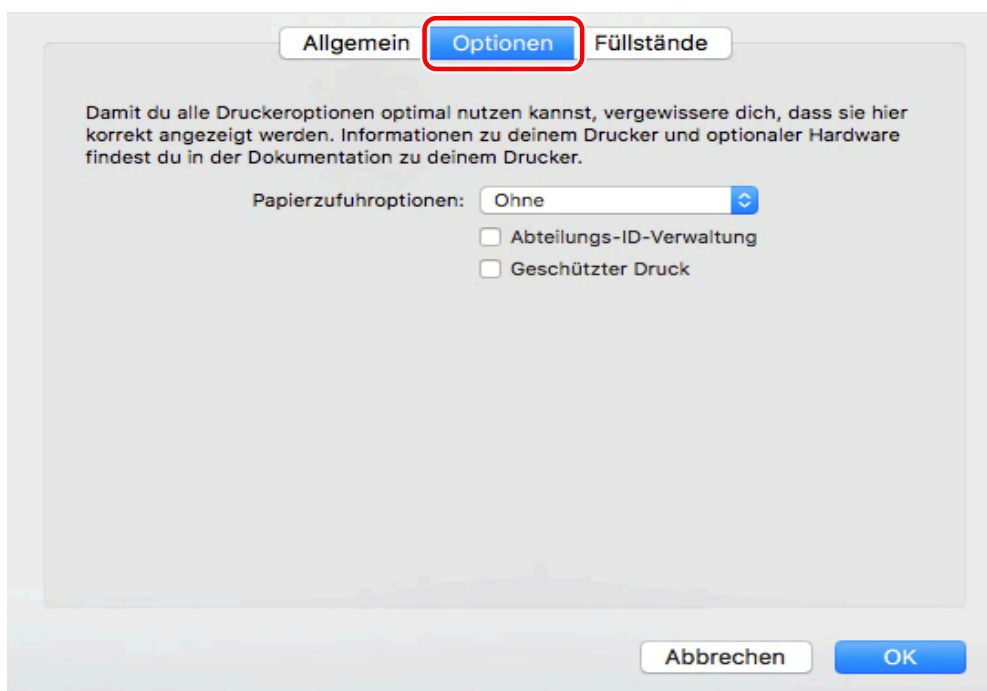 Allgemein Optionen Füllstände
Damit du alle Druckeroptionen optimal nutzen kannst, vergewissere dich, dass sie hier
korrekt angezeigt werden. Informationen zu deinem Drucker und optionaler Hardware
findest du in der Dokumentation zu deinem Drucker.
Papierzufuhroptionen: Ohne
Abteilungs-ID-Verwaltung
Geschützter Druck
Abbrechen OK